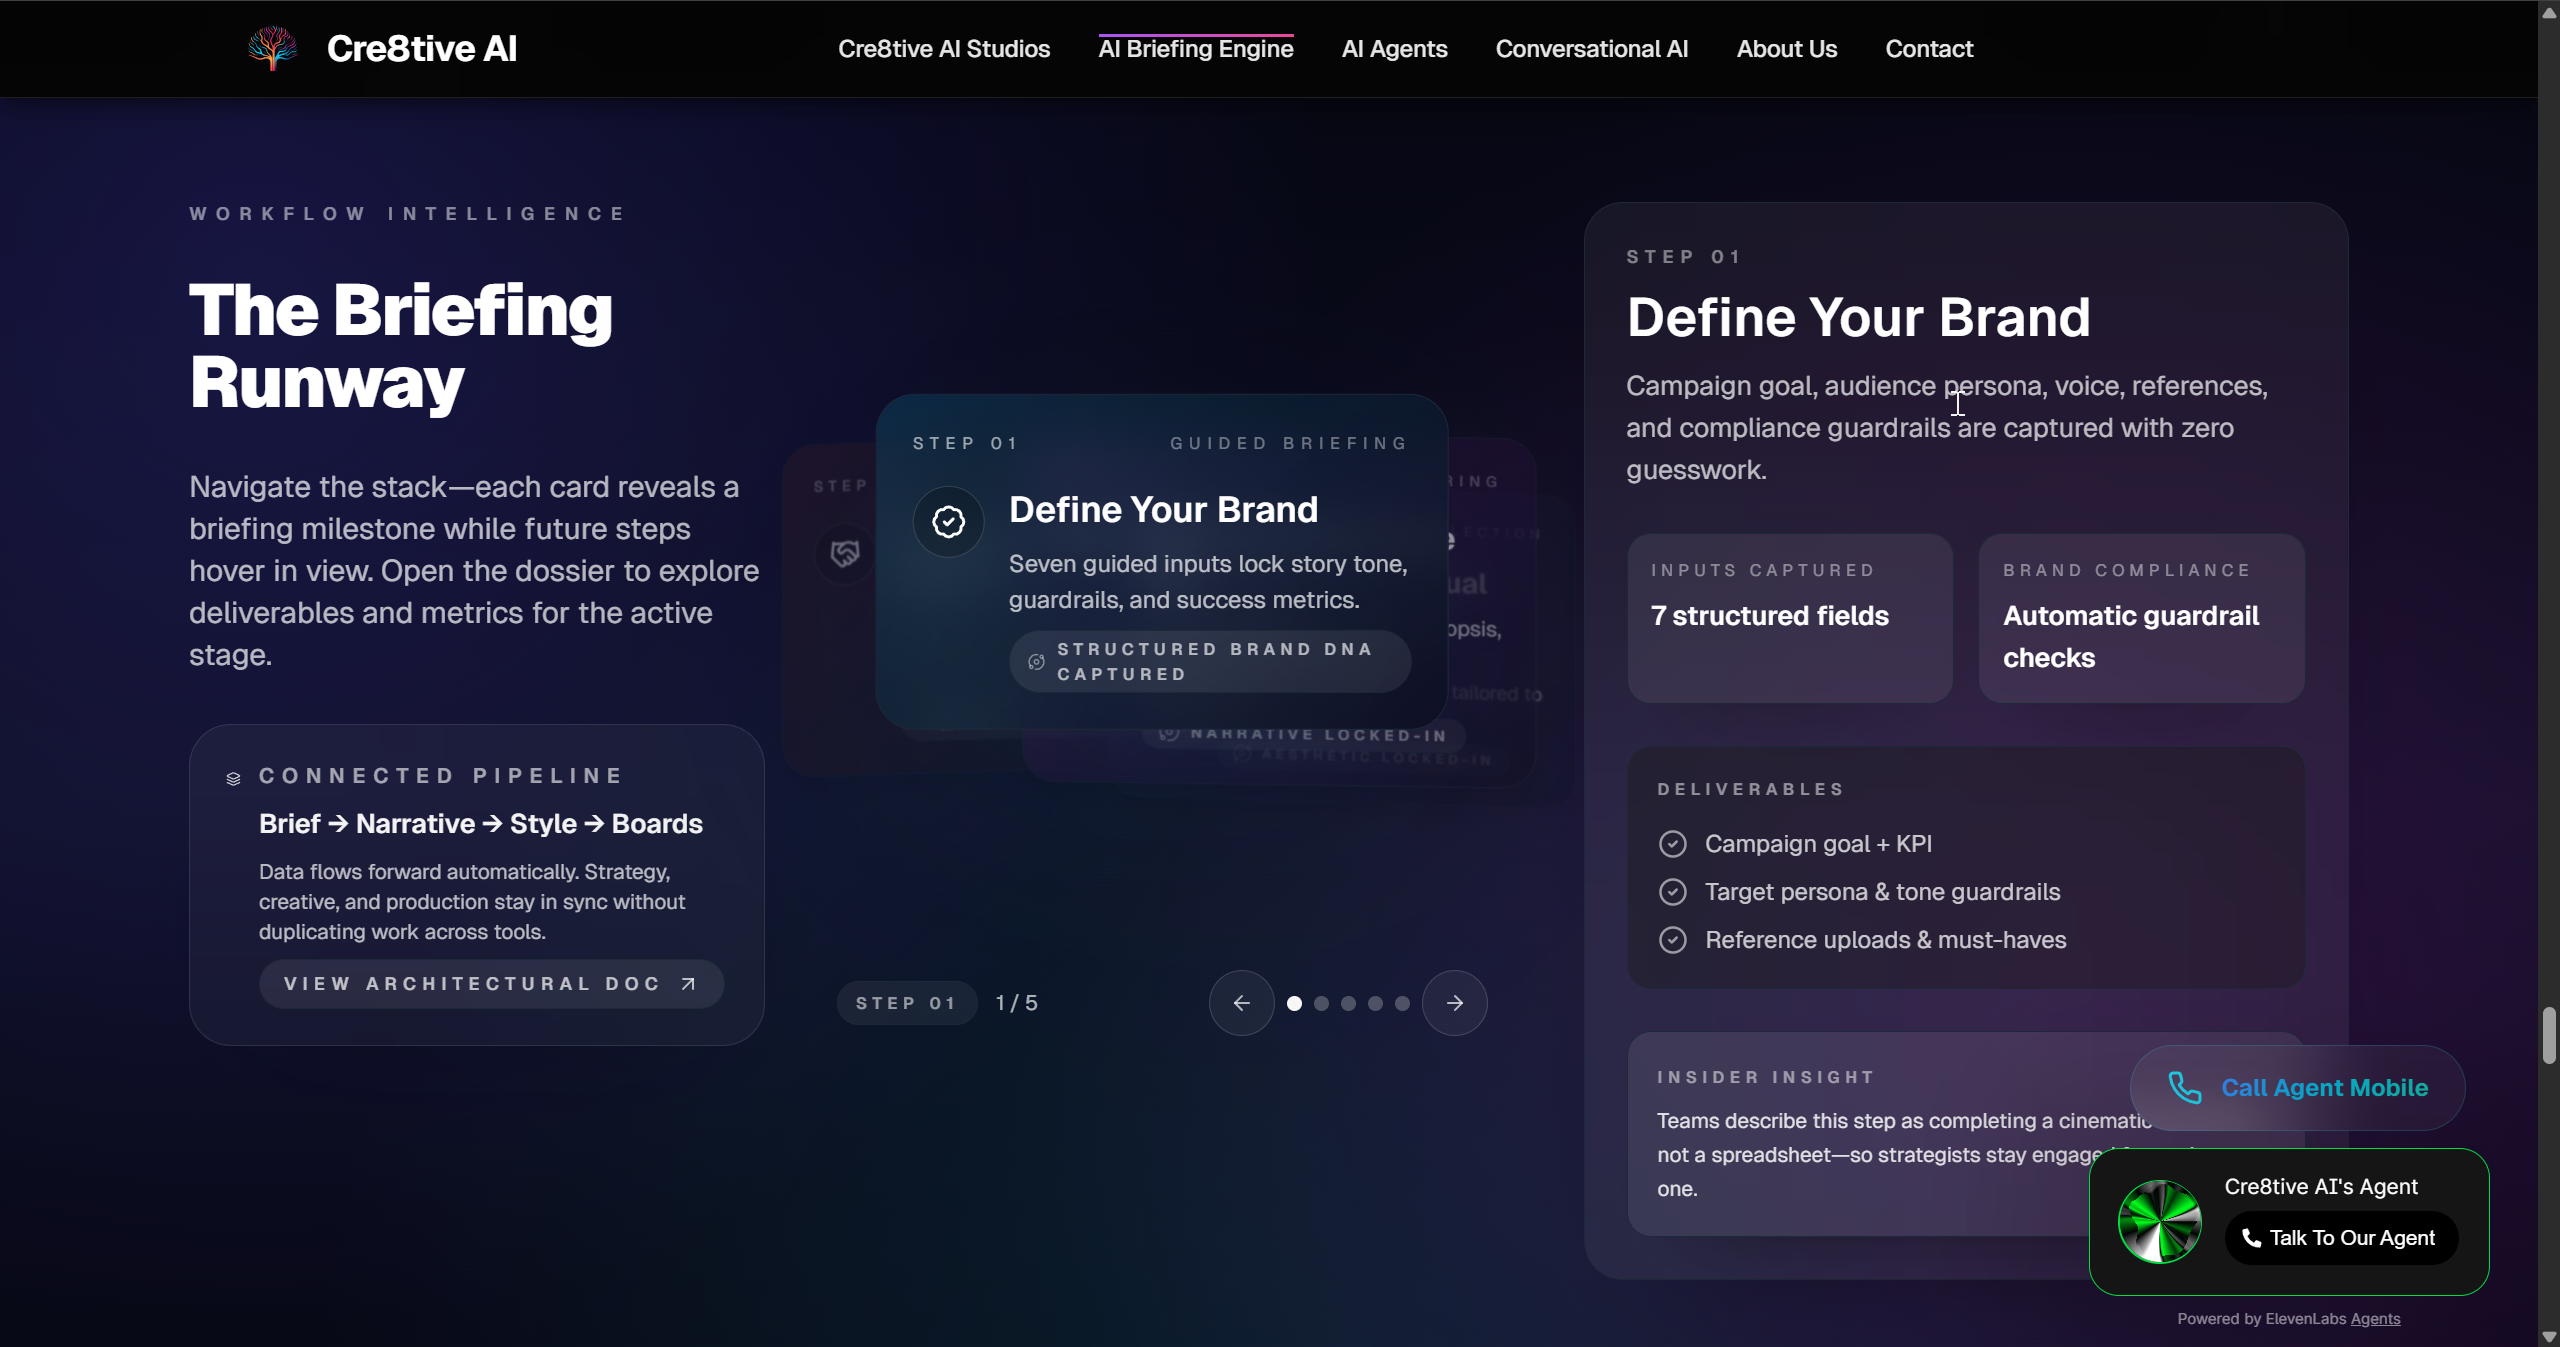 Cre8tive AI
Cre8tive AI Studios
AI Briefing Engine
AI Agents
Conversational AI
About Us
Contact
WORKFLOW INTELLIGENCE
The Briefing
Runway
Navigate the stack—each card reveals a
briefing milestone while future steps
hover in view. Open the dossier to explore
deliverables and metrics for the active
stage.
CONNECTED PIPELINE
Brief → Narrative → Style → Boards
Data flows forward automatically. Strategy,
creative, and production stay in sync without
duplicating work across tools.
VIEW ARCHITECTURAL DOC
STEP
STEP 01
GUIDED BRIEFING
Define Your Brand
Seven guided inputs lock story tone,
guardrails, and success metrics.
STRUCTURED BRAND DNA
CAPTURED
tailored to
NARRATIVE LOCKED-IN
AESTHETIC LOCKED-IN
STEP 01
1 / 5
STEP 01
Define Your Brand
Campaign goal, audience persona, voice, references,
and compliance guardrails are captured with zero
guesswork.
INPUTS CAPTURED
7 structured fields
BRAND COMPLIANCE
Automatic guardrail
checks
DELIVERABLES
Campaign goal + KPI
Target persona & tone guardrails
Reference uploads & must-haves
INSIDER INSIGHT
Teams describe this step as completing a cinematic
not a spreadsheet—so strategists stay engage
one.
Call Agent Mobile
Cre8tive AI's Agent
Talk To Our Agent
Powered by ElevenLabs Agents